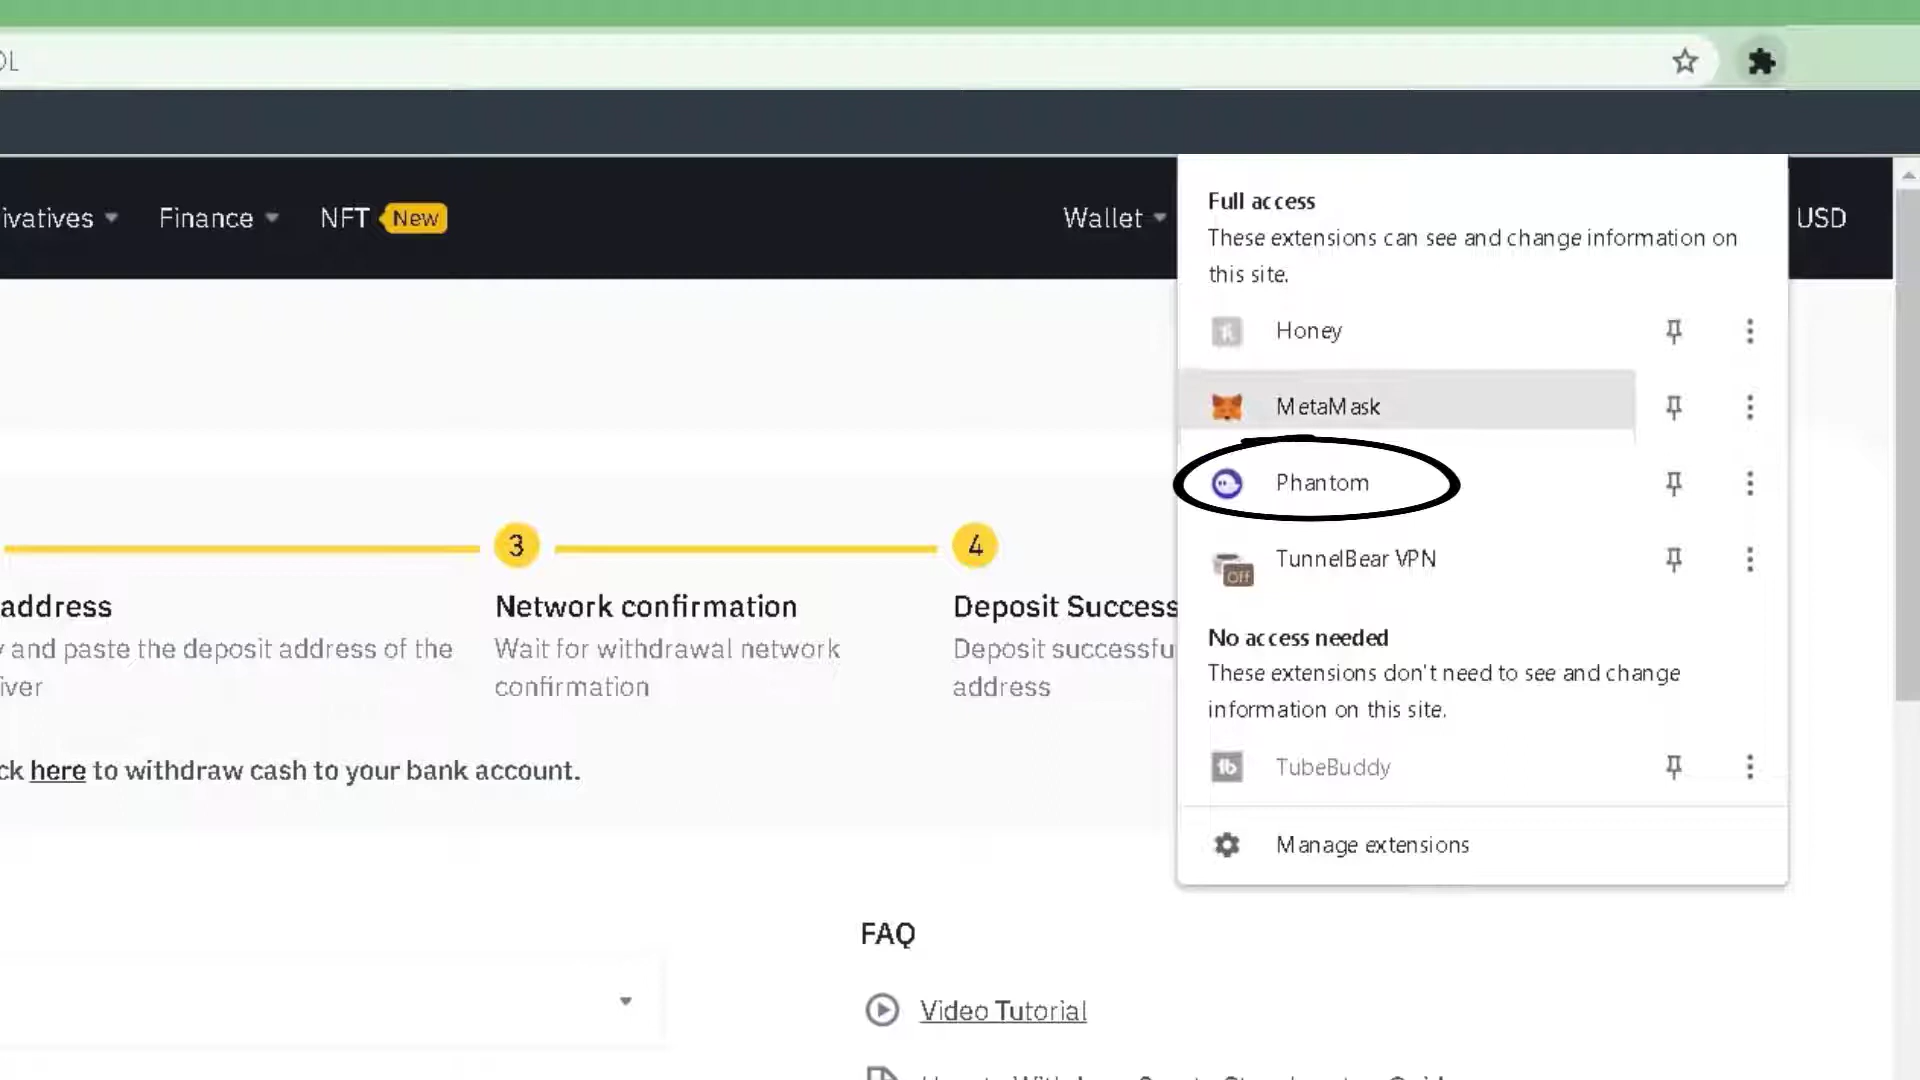 OL
ivatives
Finance
NFT
New
Wallet
USD
Full access
These extensions can see and change information on
this site.
Honey
MetaMask
Phantom
TunnelBear VPN
Off
No access needed
These extensions don't need to see and change
information on this site.
TubeBuddy
Manage extensions
3
4
address
and paste the deposit address of the
iver
Network confirmation
Wait for withdrawal network
confirmation
Deposit Success
Deposit successfu
address
ck here to withdraw cash to your bank account.
FAQ
Video Tutorial